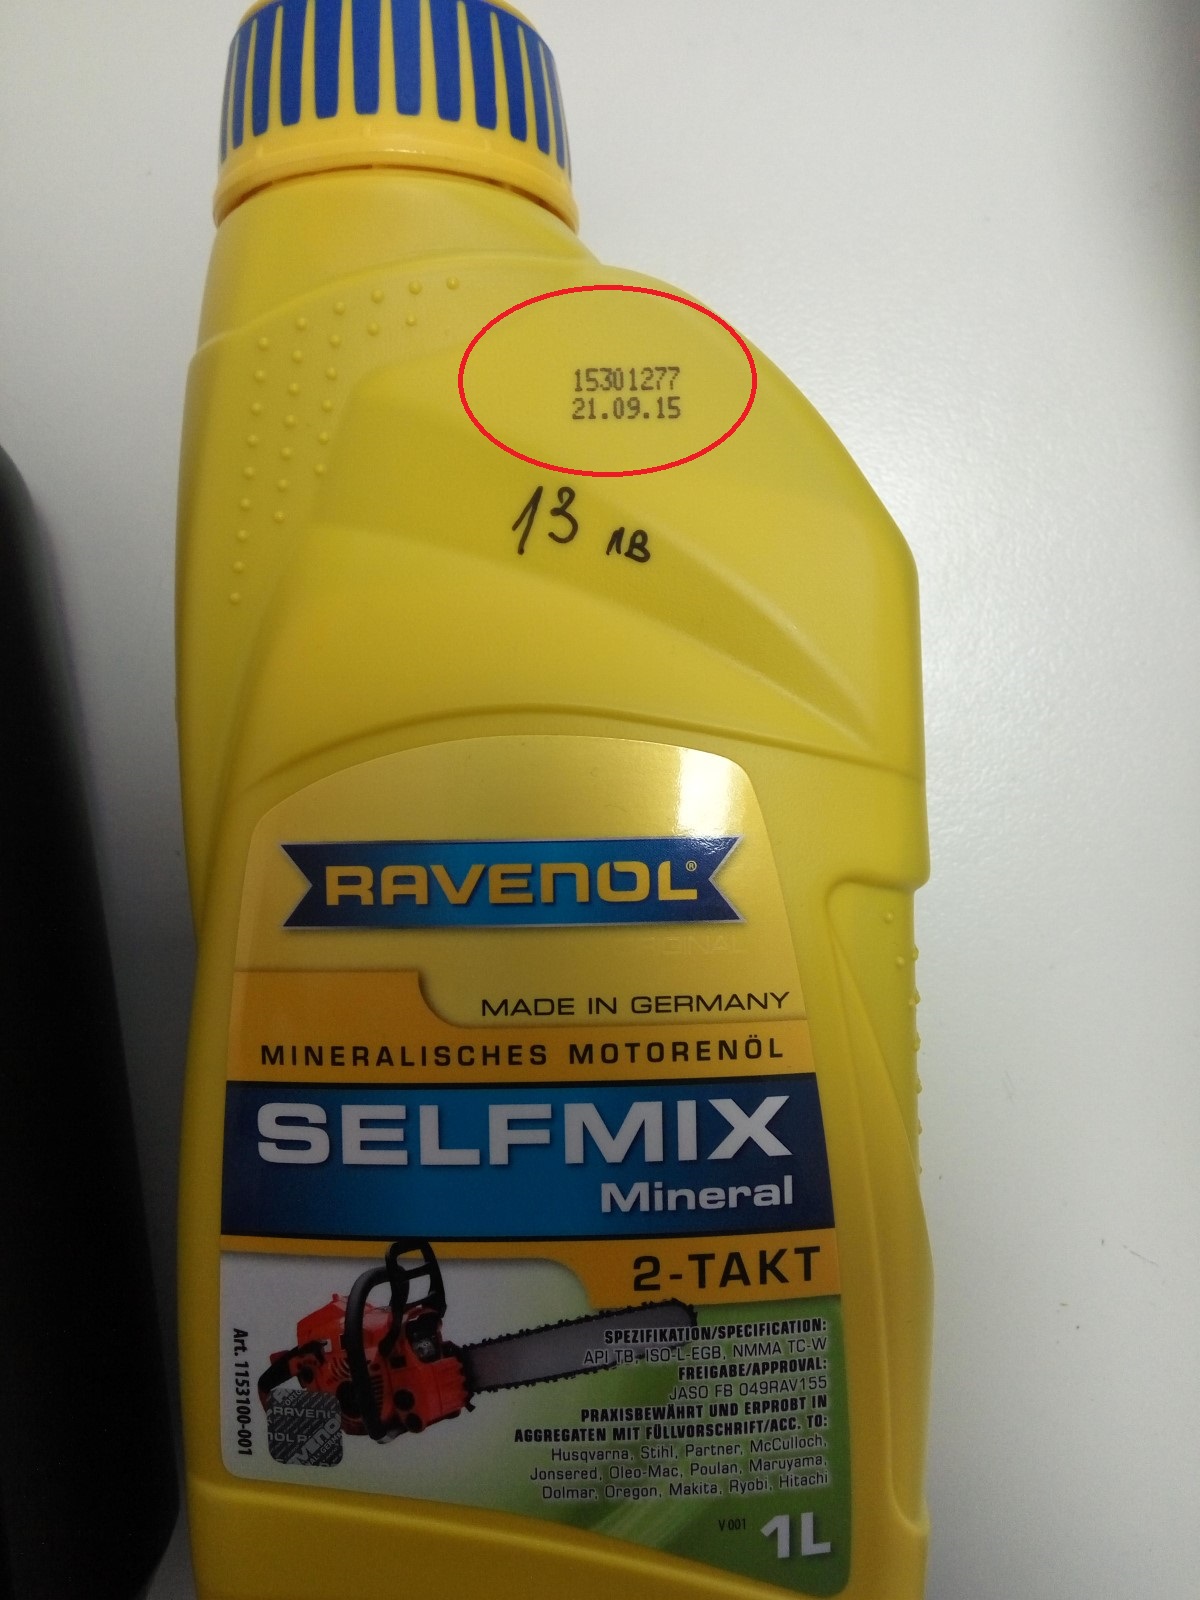 15301277
21.09.15
13 лв
RAVENOL®
MADE IN GERMANY
MINERALISCHES MOTORENÖL
SELFMIX
Mineral
2-TAKT
SPEZIFIKATION/SPECIFICATION:
API TB, ISO-L-EGB, NMMA TC-W
FREIGABE/APPROVAL:
JASO FB 049RAV155
PRAXISBEWÄHRT UND ERPROBT IN
AGGREGATEN MIT FÜLLVORSCHRIFT/ACC. TO:
Husqvarna, Stihl, Partner, McCulloch,
Jonsered, Oleo-Mac, Poulan, Maruyama,
Dolmar, Oregon, Makita, Ryobi, Hitachi
Art. 1153100-001
V 001
1L